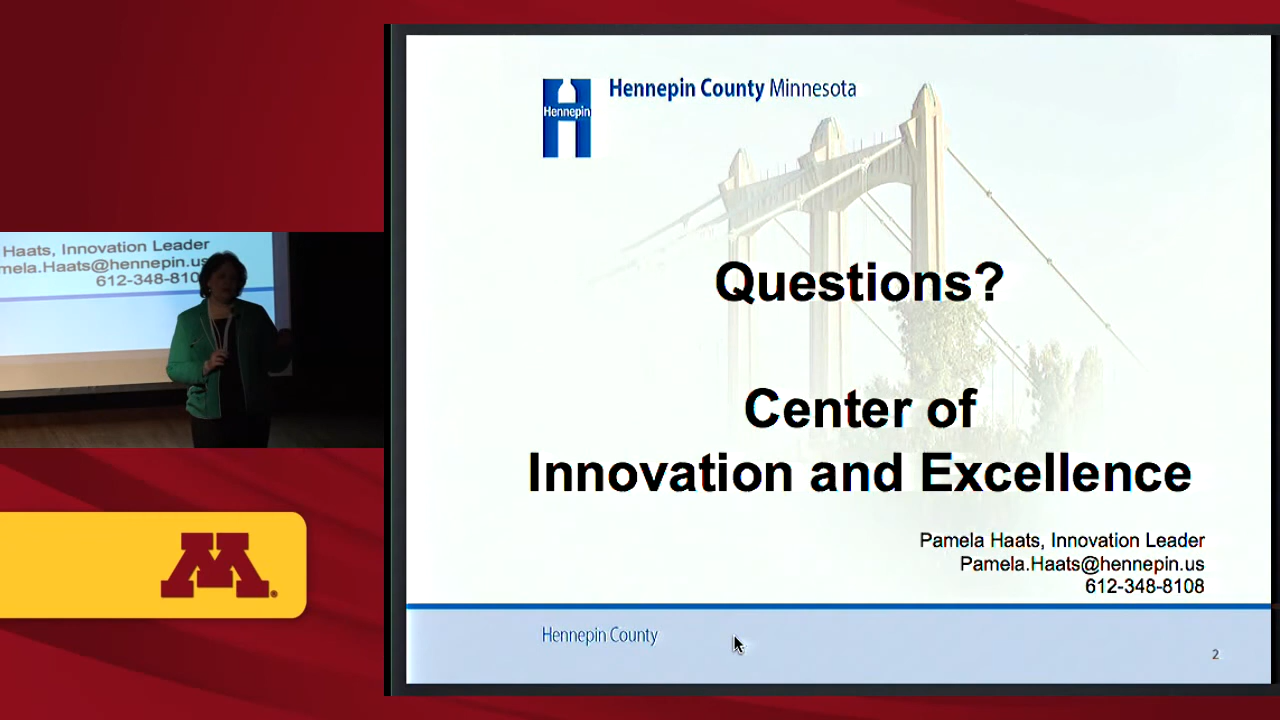 Hennepin County Minnesota
Hennepin
Questions?
Center of
Innovation and Excellence
Pamela Haats, Innovation Leader
Pamela.Haats@hennepin.us
612-348-8108
Hennepin County
2
Haats, Innovation Leader
mela.Haats@hennepin.us
612-348-810
M